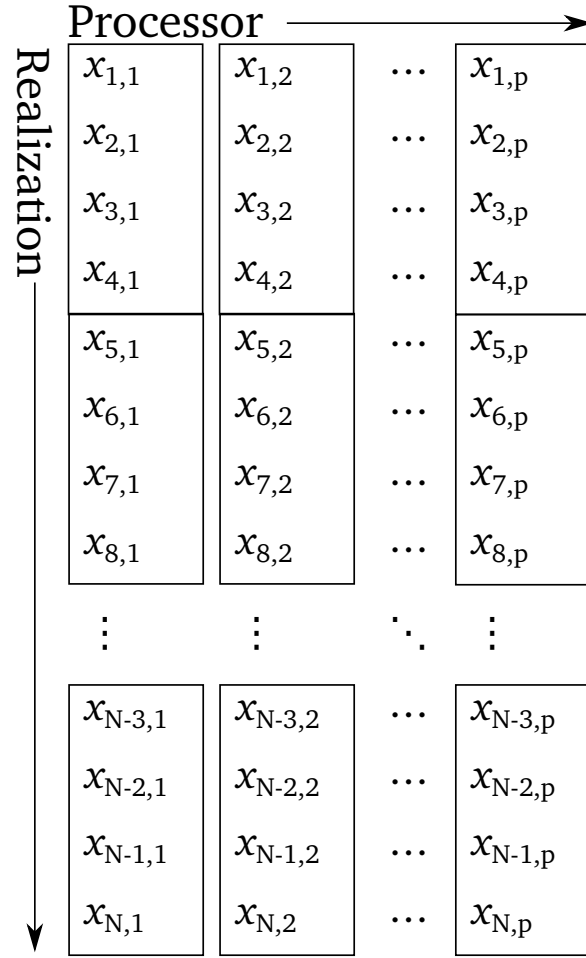 Processor
Realization
x1,1 x1,2 ... x1,p
x2,1 x2,2 ... x2,p
x3,1 x3,2 ... x3,p
x4,1 x4,2 ... x4,p
x5,1 x5,2 ... x5,p
x6,1 x6,2 ... x6,p
x7,1 x7,2 ... x7,p
x8,1 x8,2 ... x8,p
⋮ ⋮ ⋱ ⋮
xN-3,1 xN-3,2 ... xN-3,p
xN-2,1 xN-2,2 ... xN-2,p
xN-1,1 xN-1,2 ... xN-1,p
xN,1 xN,2 ... xN,p